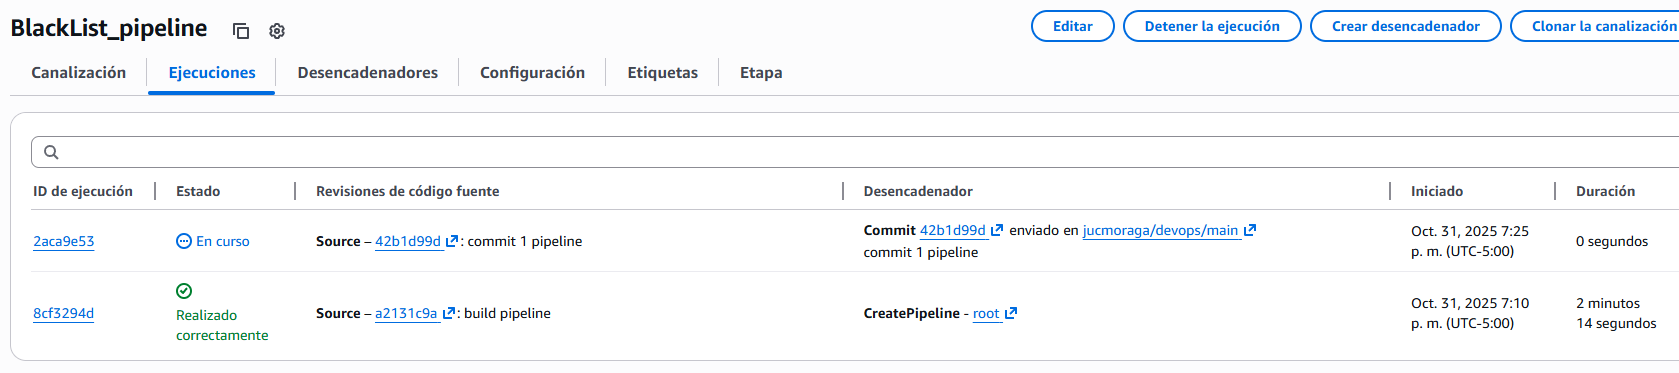 BlackList_pipeline
Editar
Detener la ejecución
Crear desencadenador
Clonar la canalización
Canalización
Ejecuciones
Desencadenadores
Configuración
Etiquetas
Etapa
ID de ejecución
Estado
Revisiones de código fuente
Desencadenador
Iniciado
Duración
2aca9e53
En curso
Source – 42b1d99d : commit 1 pipeline
Commit 42b1d99d enviado en jucmoraga/devops/main
commit 1 pipeline
Oct. 31, 2025 7:25
p. m. (UTC-5:00)
0 segundos
8cf3294d
Realizado
correctamente
Source – a2131c9a : build pipeline
CreatePipeline - root
Oct. 31, 2025 7:10
p. m. (UTC-5:00)
2 minutos
14 segundos